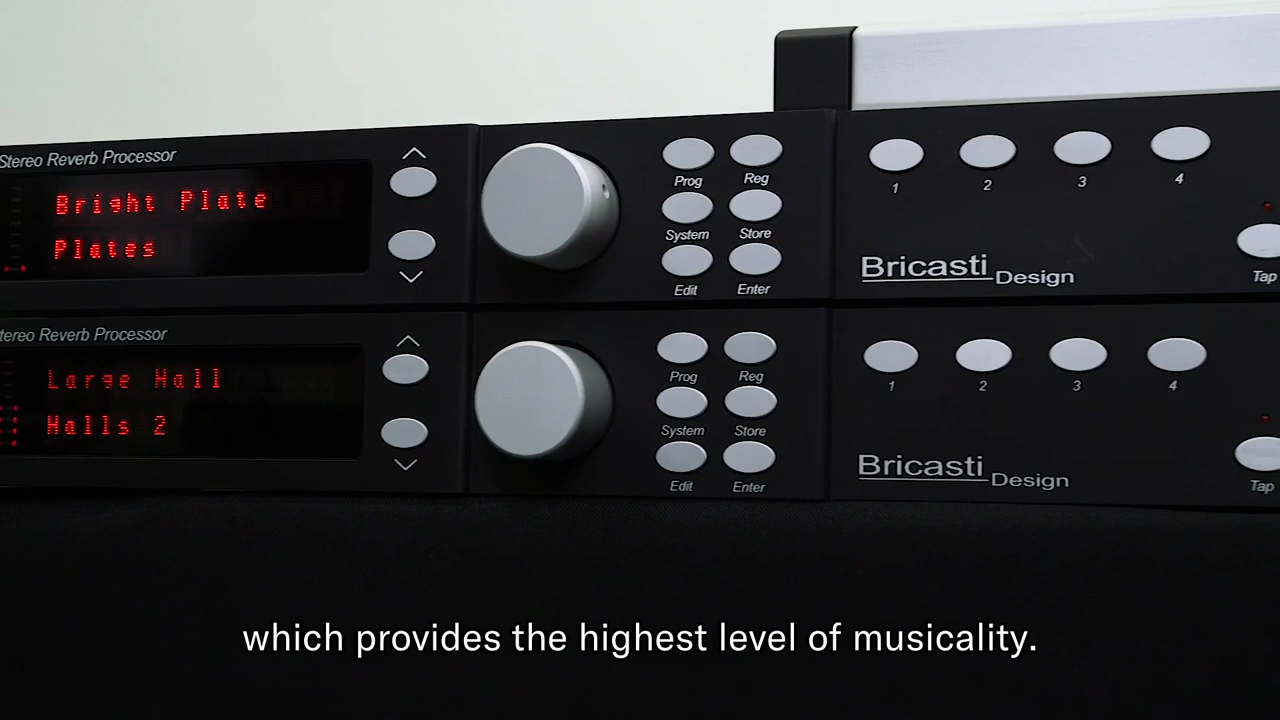 Stereo Reverb Processor
Bright Plate
Plates
Prog
Reg
System
Store
Edit
Enter
1
2
3
4
Bricasti Design
Tap
tereo Reverb Processor
Large Hall
Halls 2
Prog
Reg
System
Store
Edit
Enter
1
2
3
4
Bricasti Design
Tap
which provides the highest level of musicality.